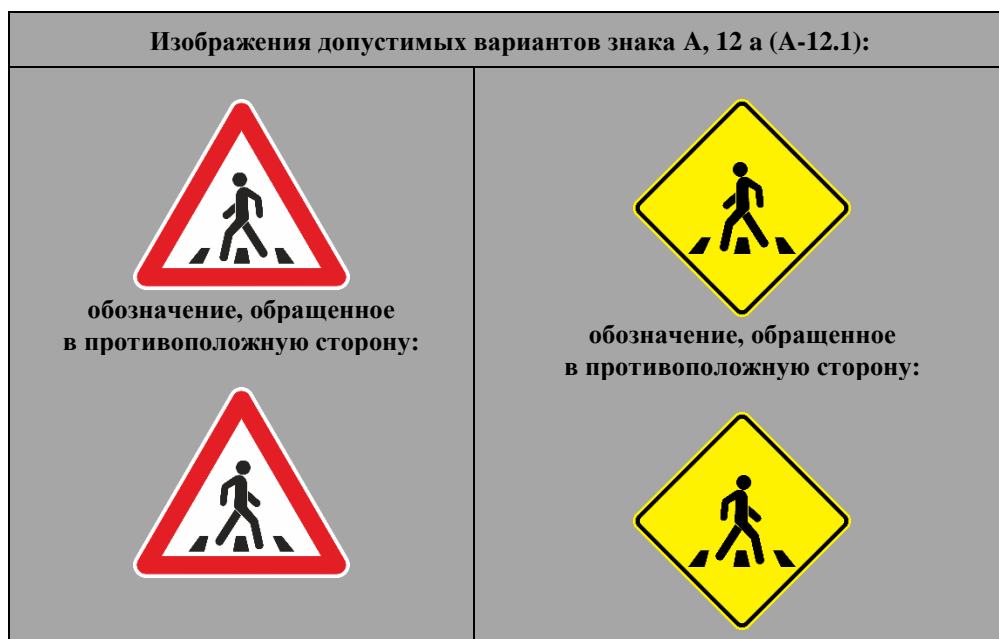 Изображения допустимых вариантов знака A, 12 a (A-12.1):
обозначение, обращенное
в противоположную сторону:
обозначение, обращенное
в противоположную сторону: